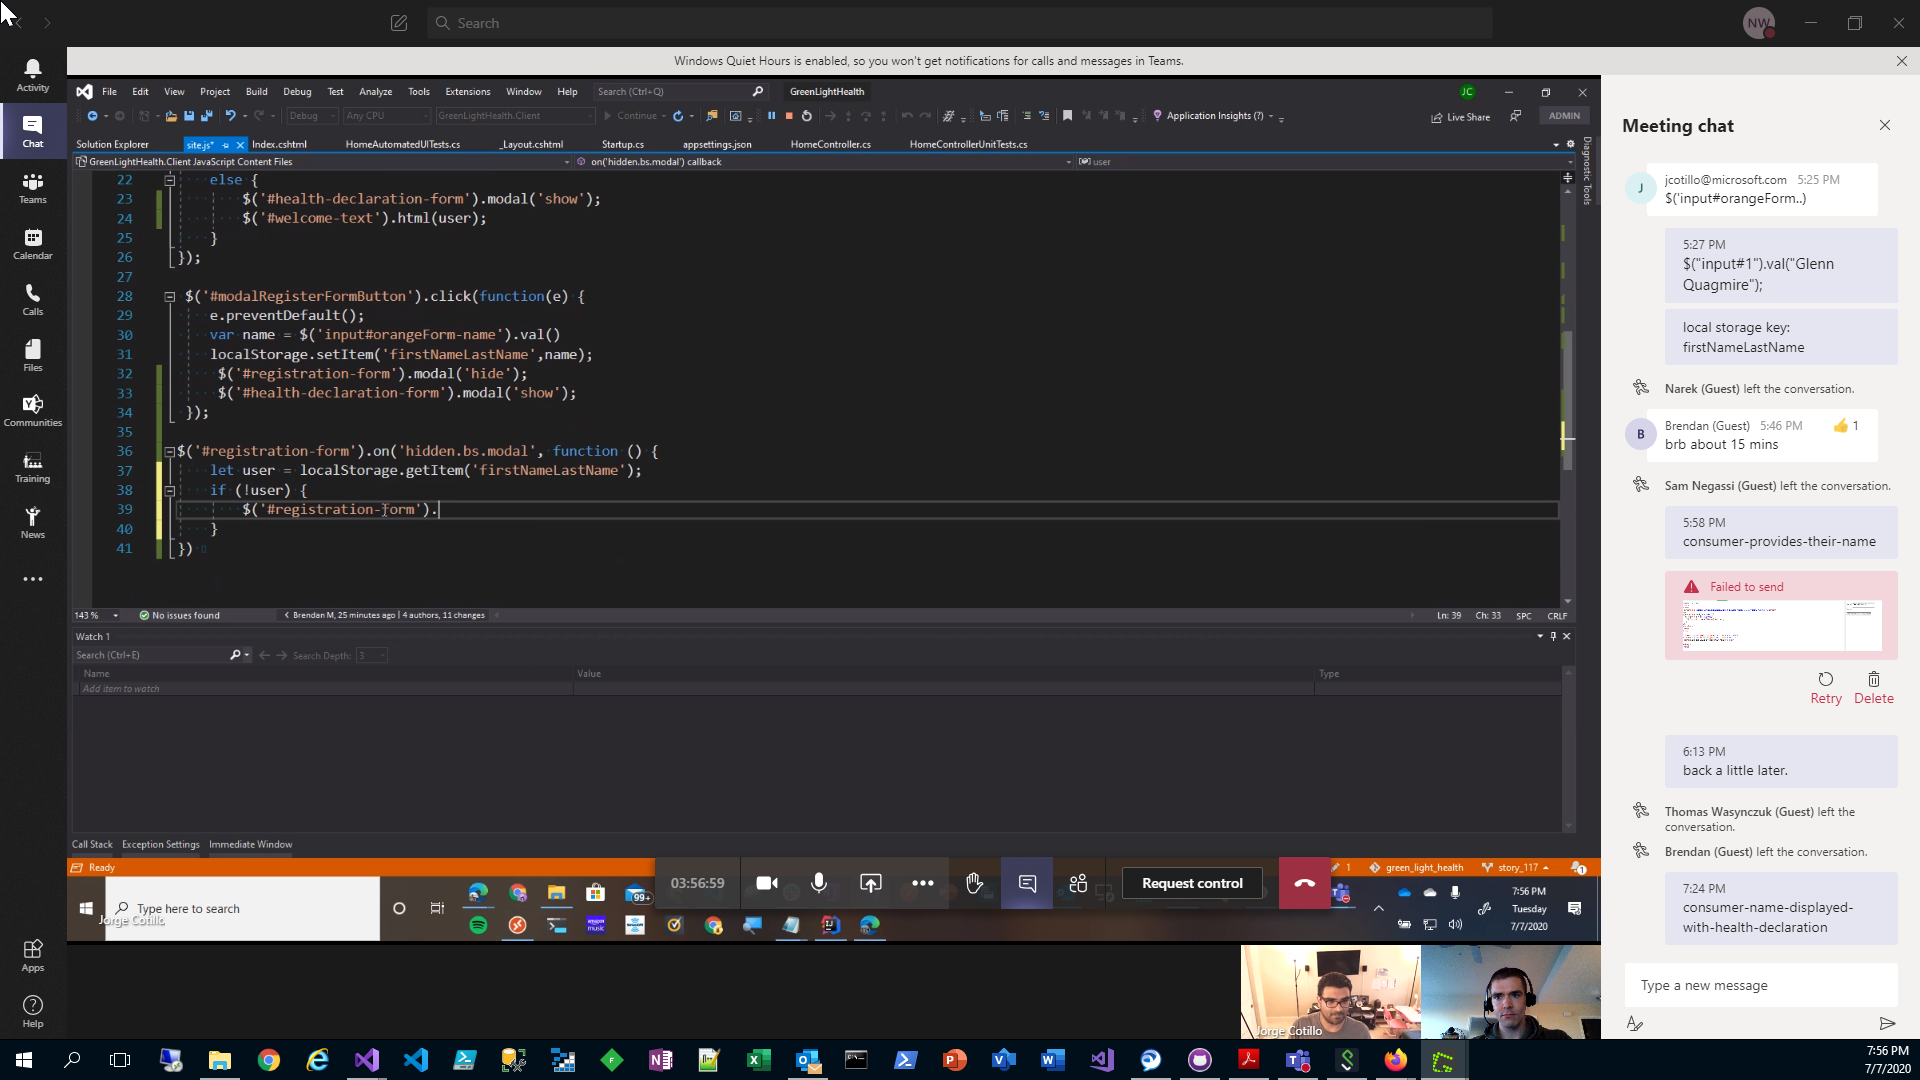 Search
NW
Windows Quiet Hours is enabled, so you won't get notifications for calls and messages in Teams.
Activity
Chat
Teams
Calendar
Calls
Files
Communities
Training
News
Apps
Help
File Edit View Project Build Debug Test Analyze Tools Extensions Window Help Search (Ctrl+Q) GreenLightHealth JC
Debug Any CPU GreenLightHealth.Client Continue Application Insights (?) Live Share ADMIN
Solution Explorer site.js* Index.cshtml HomeAutomatedUITests.cs _Layout.cshtml Startup.cs appsettings.json HomeController.cs HomeControllerUnitTests.cs
GreenLightHealth.Client JavaScript Content Files on('hidden.bs.modal') callback user
Diagnostic Tools
22 else {
23 $('#health-declaration-form').modal('show');
24 $('#welcome-text').html(user);
25 }
26 });
27
28 $('#modalRegisterFormButton').click(function(e) {
29 e.preventDefault();
30 var name = $('input#orangeForm-name').val()
31 localStorage.setItem('firstNameLastName',name);
32 $('#registration-form').modal('hide');
33 $('#health-declaration-form').modal('show');
34 });
35
36 $('#registration-form').on('hidden.bs.modal', function () {
37 let user = localStorage.getItem('firstNameLastName');
38 if (!user) {
39 $('#registration-form').
40 }
41 })
143 % No issues found Brendan M, 25 minutes ago | 4 authors, 11 changes Ln: 39 Ch: 33 SPC CRLF
Watch 1
Search (Ctrl+E) Search Depth: 3
Name Value Type
Add item to watch
Call Stack Exception Settings Immediate Window
Ready 1 green_light_health story_117 1
03:56:59 Request control
Type here to search 99+
Jorge Cotillo
7:56 PM
Tuesday
7/7/2020
Jorge Cotillo
Meeting chat
J jcotillo@microsoft.com 5:25 PM
$('input#orangeForm..)
5:27 PM
$("input#1").val("Glenn
Quagmire");
local storage key:
firstNameLastName
Narek (Guest) left the conversation.
B Brendan (Guest) 5:46 PM 1
brb about 15 mins
Sam Negassi (Guest) left the conversation.
5:58 PM
consumer-provides-their-name
Failed to send
Retry Delete
6:13 PM
back a little later.
Thomas Wasynczuk (Guest) left the
conversation.
Brendan (Guest) left the conversation.
7:24 PM
consumer-name-displayed-
with-health-declaration
Type a new message
7:56 PM
7/7/2020